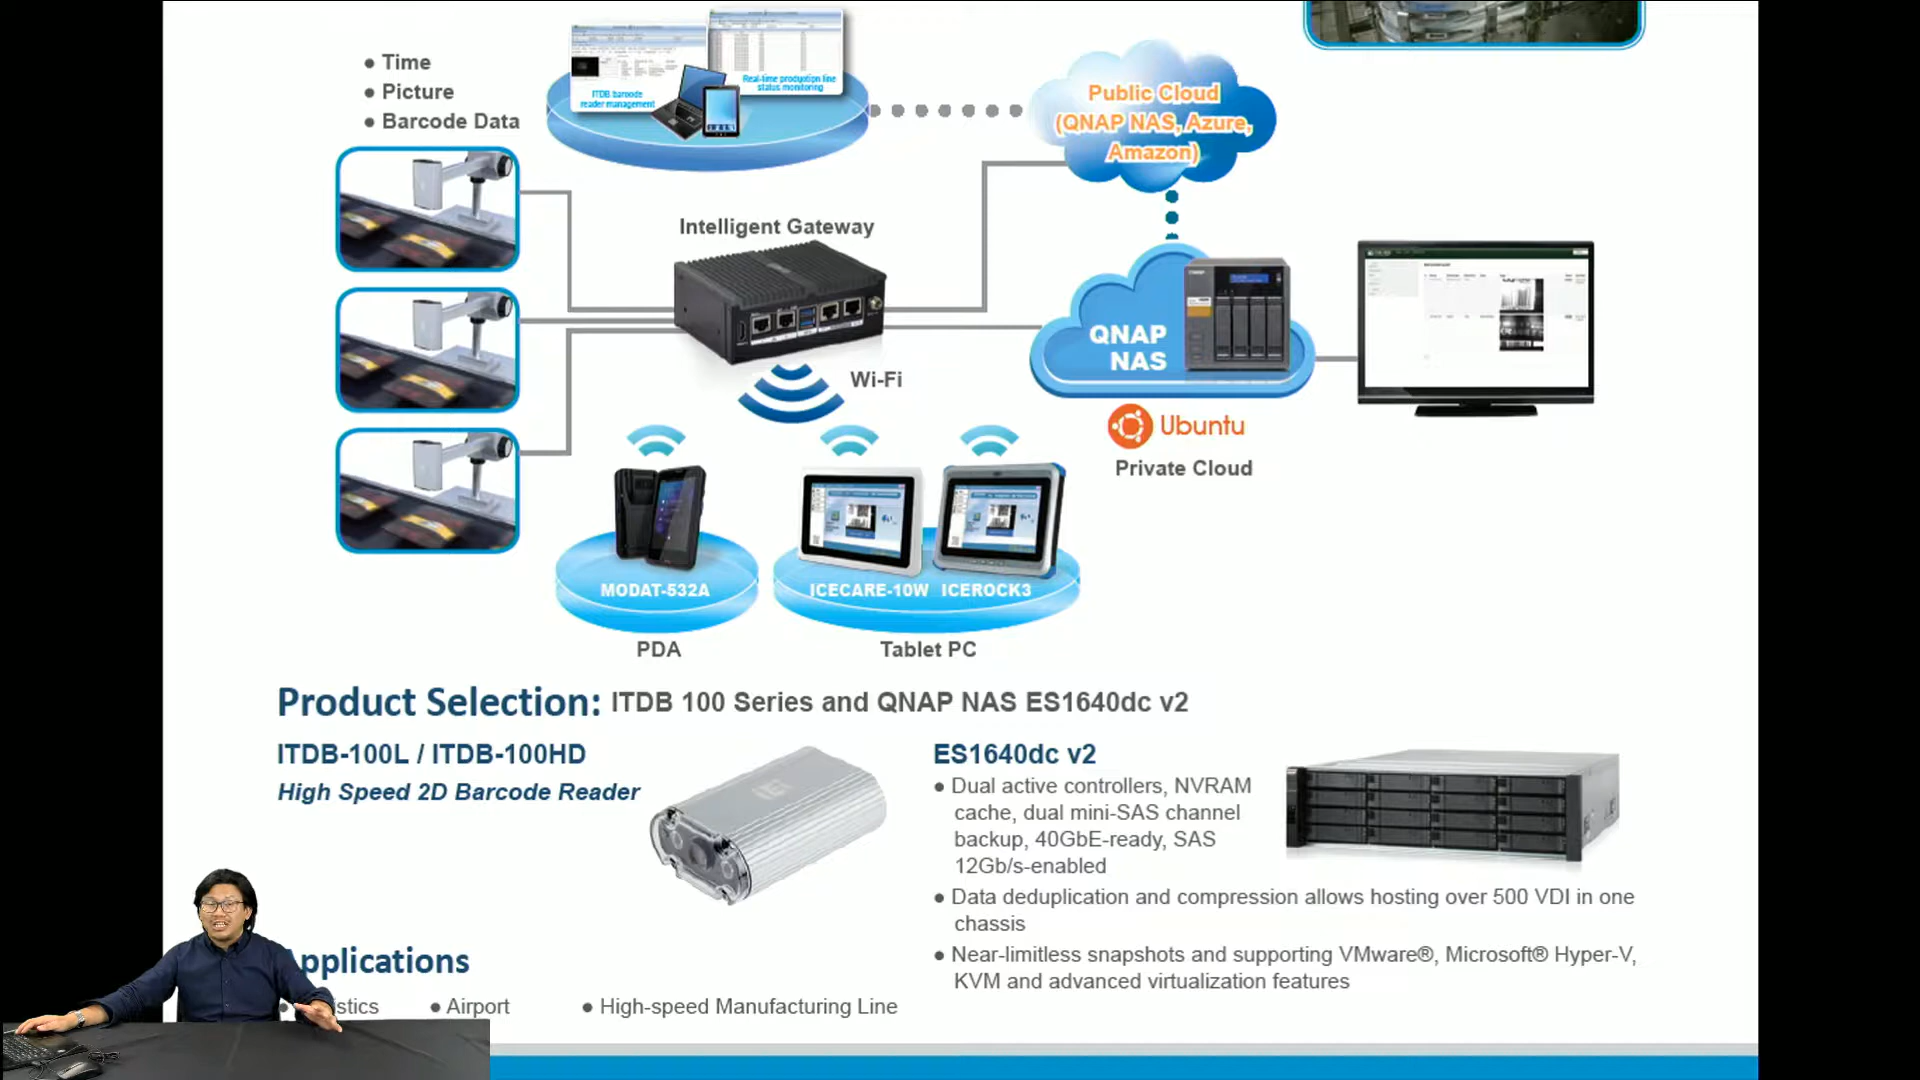 ● Time
● Picture
● Barcode Data
ITDB barcode
reader management
Real-time production line
status monitoring
Public Cloud
(QNAP NAS, Azure,
Amazon)
Intelligent Gateway
Wi-Fi
QNAP
NAS
Ubuntu
Private Cloud
MODAT-532A
ICECARE-10W ICEROCK3
PDA
Tablet PC
Product Selection: ITDB 100 Series and QNAP NAS ES1640dc v2
ITDB-100L / ITDB-100HD
High Speed 2D Barcode Reader
ES1640dc v2
● Dual active controllers, NVRAM
cache, dual mini-SAS channel
backup, 40GbE-ready, SAS
12Gb/s-enabled
● Data deduplication and compression allows hosting over 500 VDI in one
chassis
● Near-limitless snapshots and supporting VMware®, Microsoft® Hyper-V,
KVM and advanced virtualization features
pplications
istics ● Airport ● High-speed Manufacturing Line